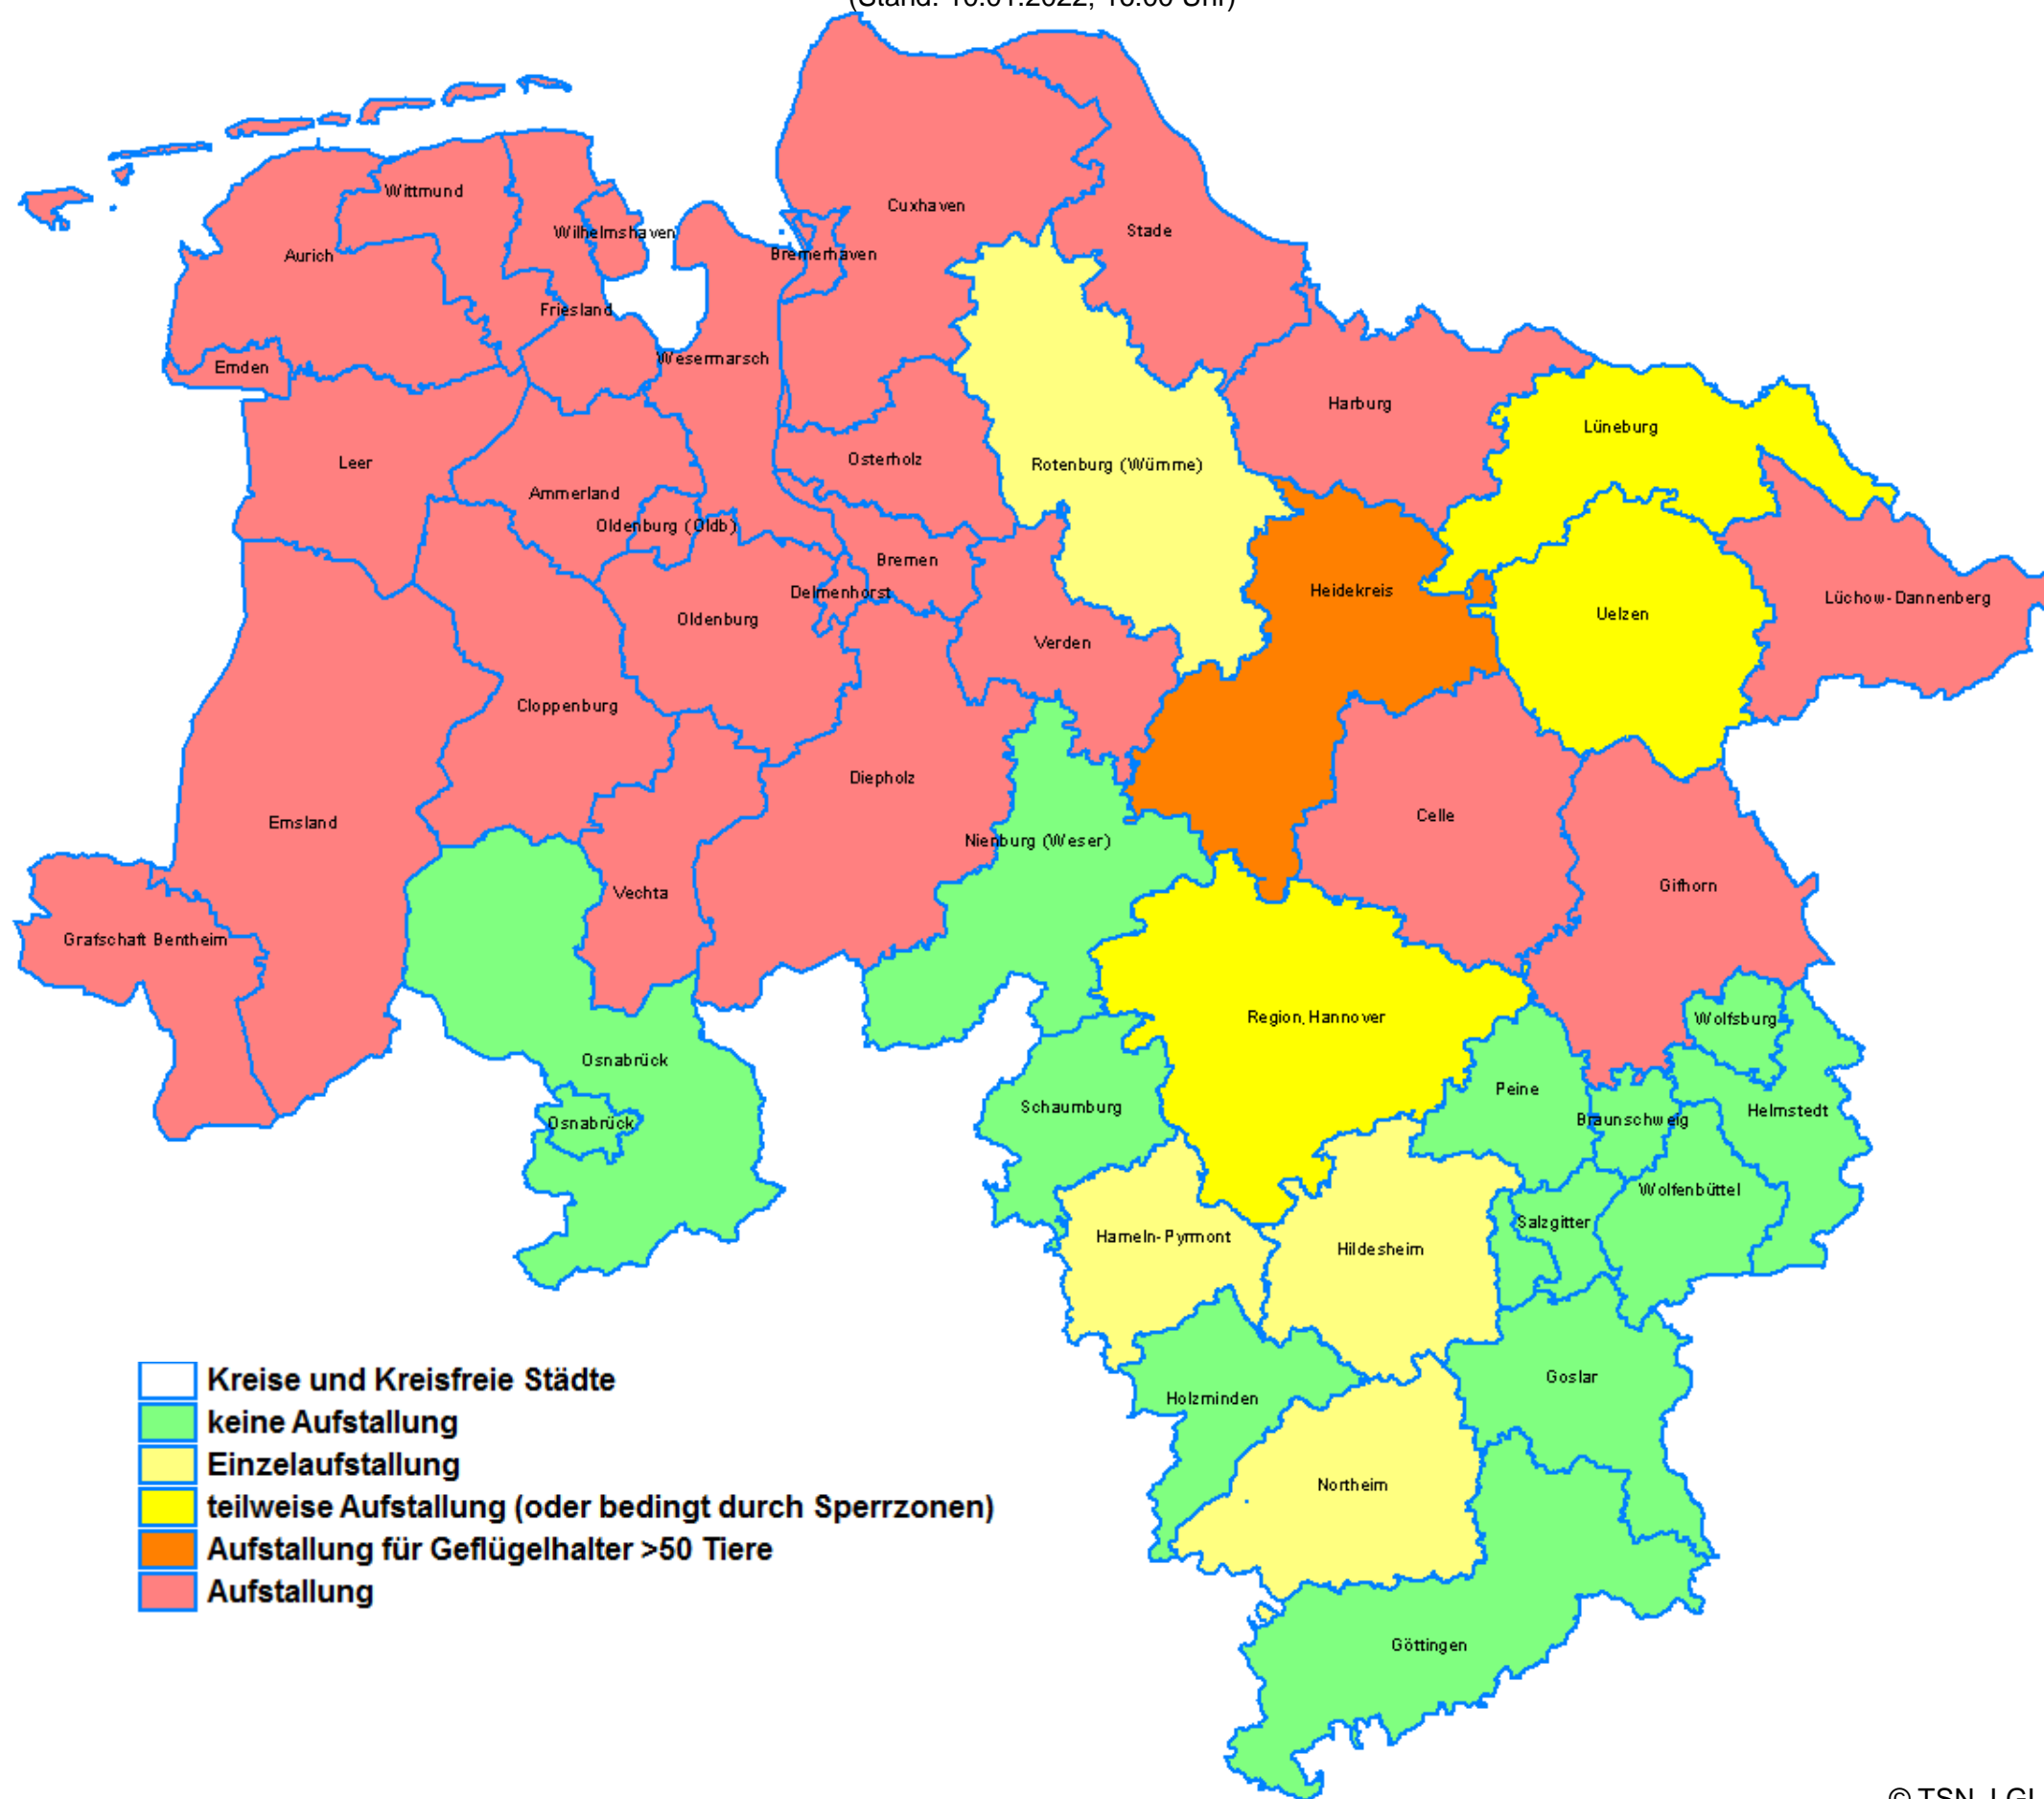 Cuxhaven
Wittmund
Stade
Wilhelmshaven
Aurich
Bremerhaven
Friesland
Wesermarsch
Emden
Harburg
Lüneburg
Osterholz
Leer
Rotenburg (Wümme)
Ammerland
Oldenburg (Oldb)
Bremen
Heidekreis
Delmenhorst
Lüchow-Dannenberg
Uelzen
Oldenburg
Verden
Cloppenburg
Diepholz
Celle
Emsland
Nienburg (Weser)
Gifhorn
Vechta
Grafschaft Bentheim
Region, Hannover
Wolfsburg
Osnabrück
Peine
Schaumburg
Helmstedt
Braunschweig
Osnabrück
Wolfenbüttel
Salzgitter
Hameln-Pyrmont
Hildesheim
Goslar
Holzminden
Northeim
Göttingen
Kreise und Kreisfreie Städte
keine Aufstallung
Einzelaufstallung
teilweise Aufstallung (oder bedingt durch Sperrzonen)
Aufstallung für Geflügelhalter >50 Tiere
Aufstallung